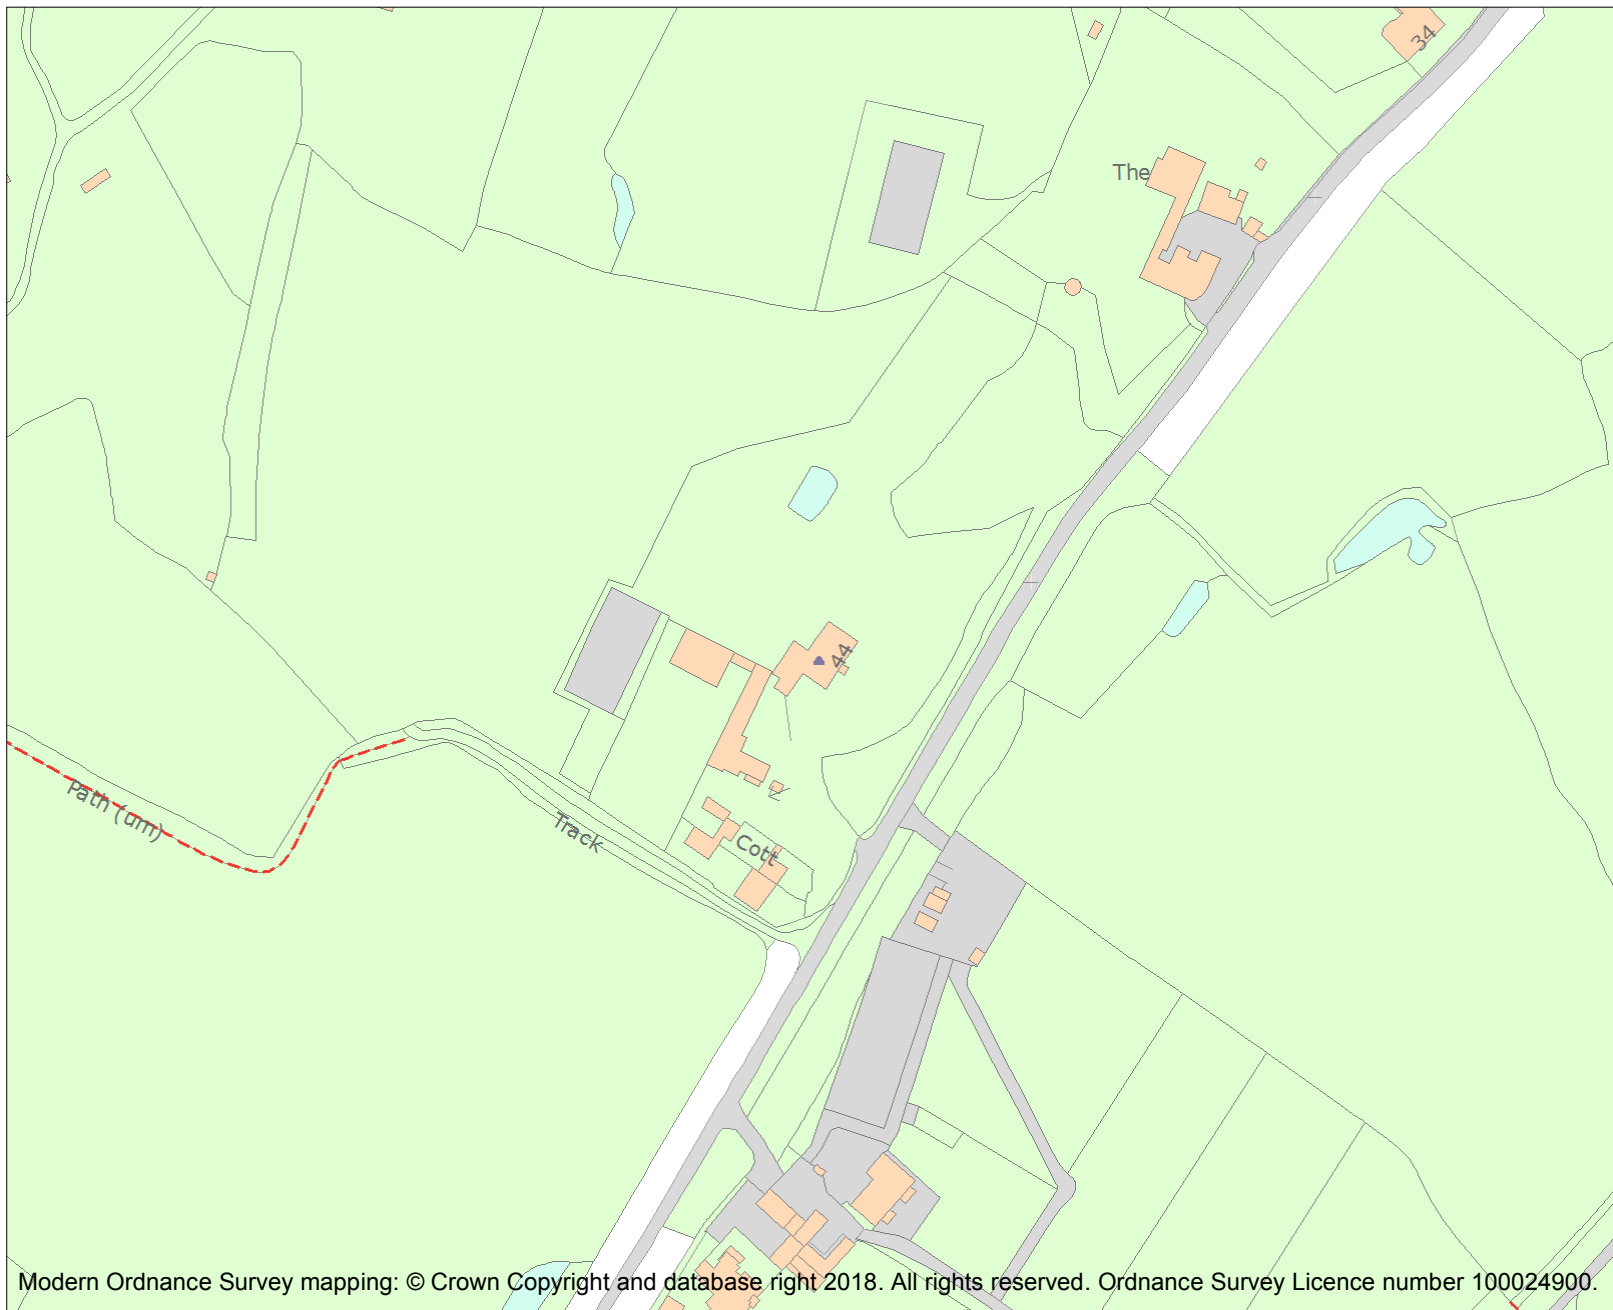 34
The
44
Path (um)
Track
Cott
Modern Ordnance Survey mapping: © Crown Copyright and database right 2018. All rights reserved. Ordnance Survey Licence number 100024900.